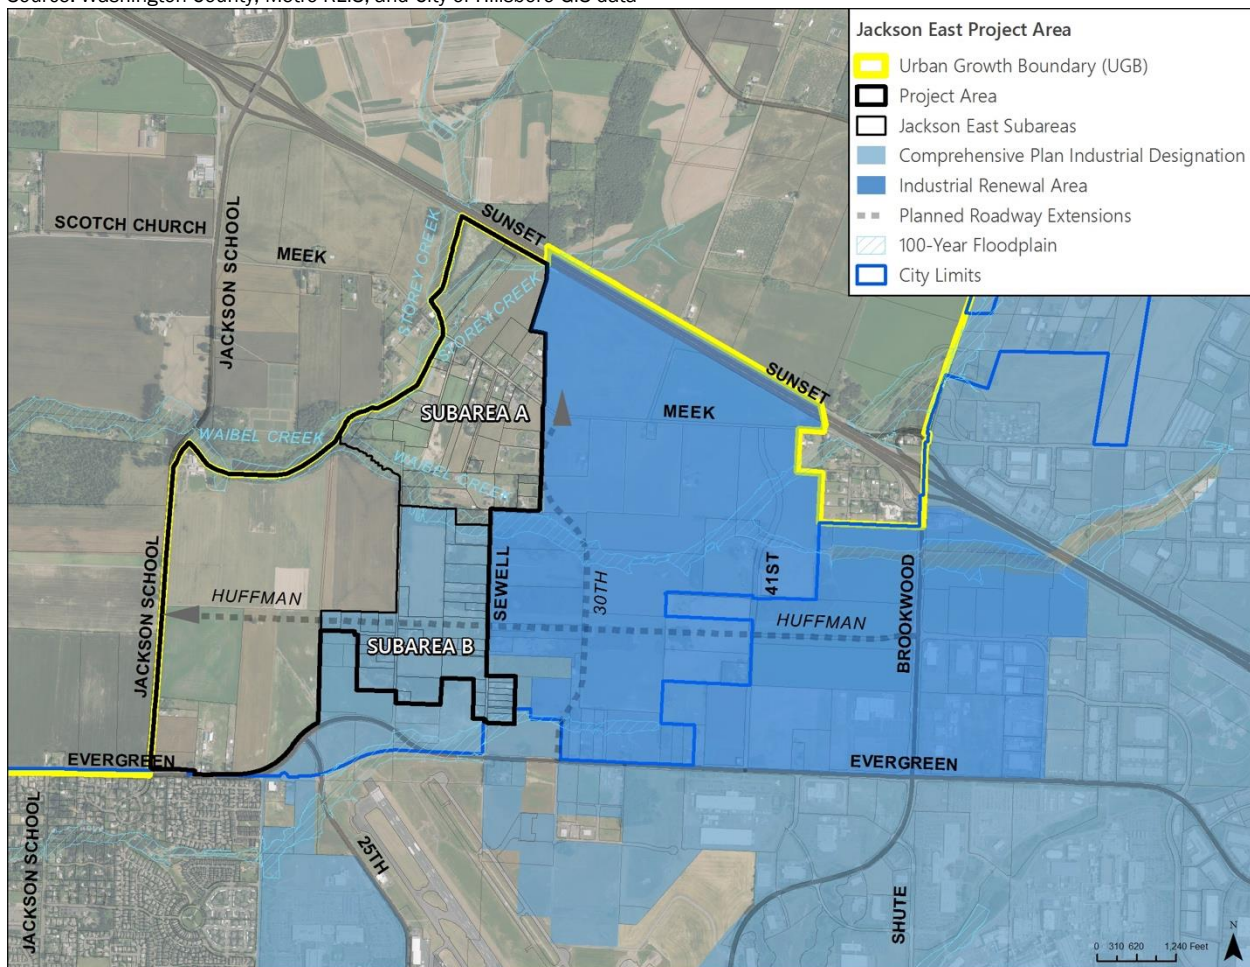 Source: Washington County, Metro RLIS, and City of Hillsboro GIS data
Jackson East Project Area
Urban Growth Boundary (UGB)
Project Area
Jackson East Subareas
Comprehensive Plan Industrial Designation
Industrial Renewal Area
Planned Roadway Extensions
100-Year Floodplain
City Limits
SCOTCH CHURCH
JACKSON SCHOOL
MEEK
STOREY CREEK
SUNSET
STOREY CREEK
SUNSET
SUBAREA A
MEEK
WAIBEL CREEK
WAIBEL CREEK
JACKSON SCHOOL
HUFFMAN
SEWELL
30TH
41ST
HUFFMAN
BROOKWOOD
SUBAREA B
EVERGREEN
EVERGREEN
JACKSON SCHOOL
25TH
SHUTE
N
0 310 620 1,240 Feet